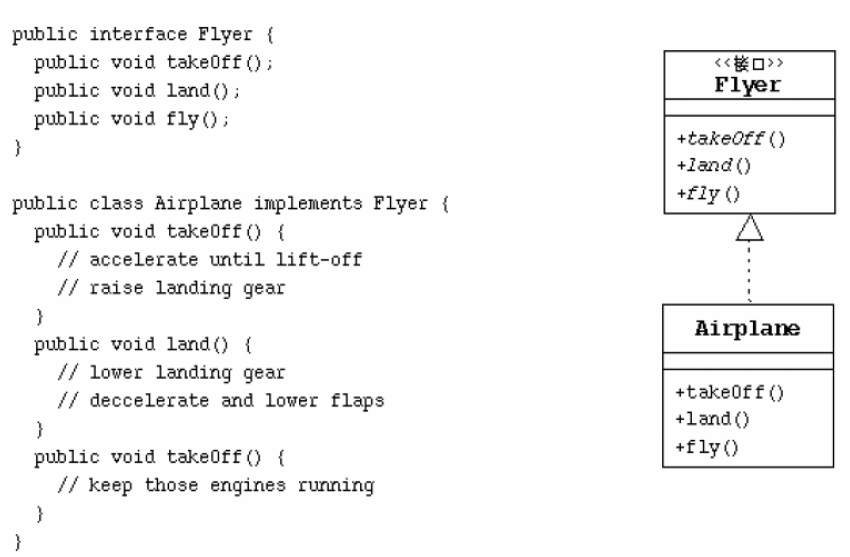 public interface Flyer {
  public void takeOff();
  public void land();
  public void fly();
}

public class Airplane implements Flyer {
  public void takeOff() {
    // accelerate until lift-off
    // raise landing gear
  }
  public void land() {
    // lower landing gear
    // deccelerate and lower flaps
  }
  public void takeOff() {
    // keep those engines running
  }
}
<<接口>>
Flyer
+takeOff()
+land()
+fly()
Airplane
+takeOff()
+land()
+fly()